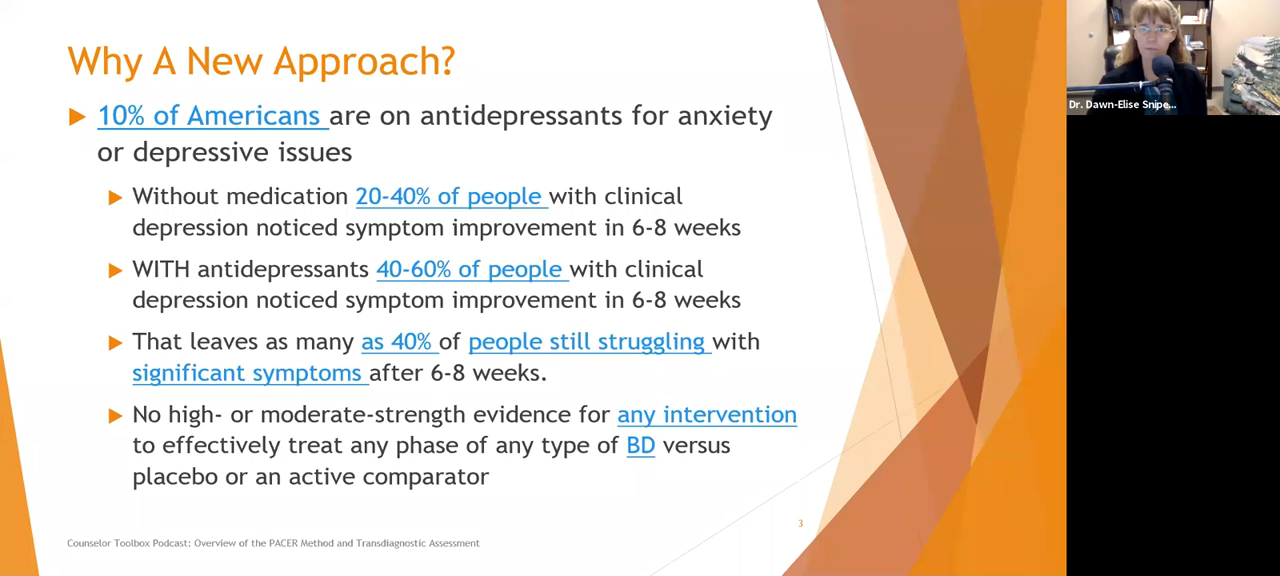 Why A New Approach?
10% of Americans are on antidepressants for anxiety
or depressive issues
Without medication 20-40% of people with clinical
depression noticed symptom improvement in 6-8 weeks
WITH antidepressants 40-60% of people with clinical
depression noticed symptom improvement in 6-8 weeks
That leaves as many as 40% of people still struggling with
significant symptoms after 6-8 weeks.
No high- or moderate-strength evidence for any intervention
to effectively treat any phase of any type of BD versus
placebo or an active comparator
3
Counselor Toolbox Podcast: Overview of the PACER Method and Transdiagnostic Assessment
Dr. Dawn-Elise Snipe...